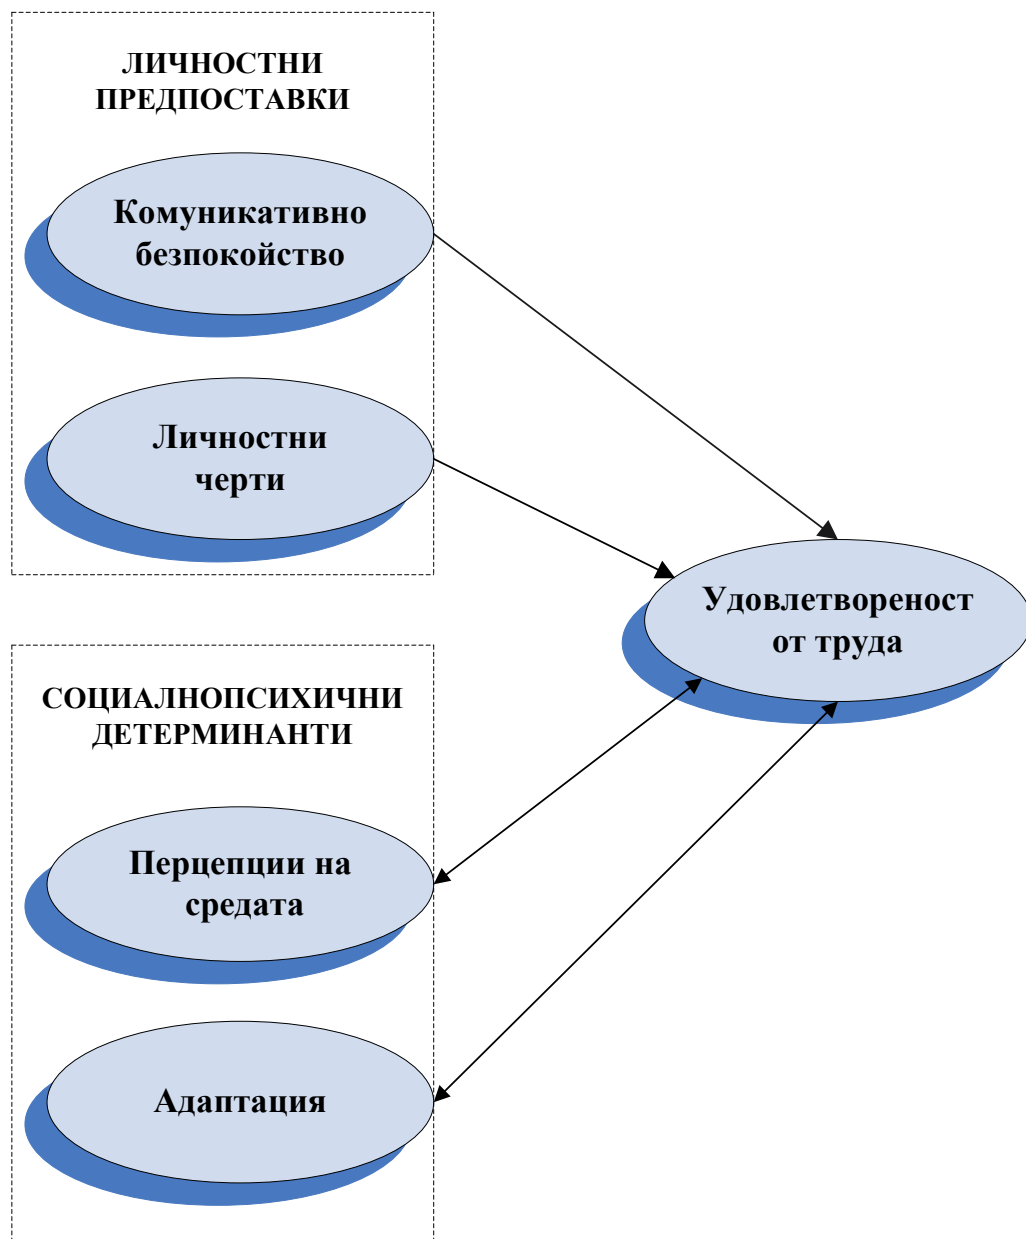 ЛИЧНОСТНИ
ПРЕДПОСТАВКИ
Комуникативно
безпокойство
Личностни
черти
Удовлетвореност
от труда
СОЦИАЛНОПСИХИЧНИ
ДЕТЕРМИНАНТИ
Перцепции на
средата
Адаптация